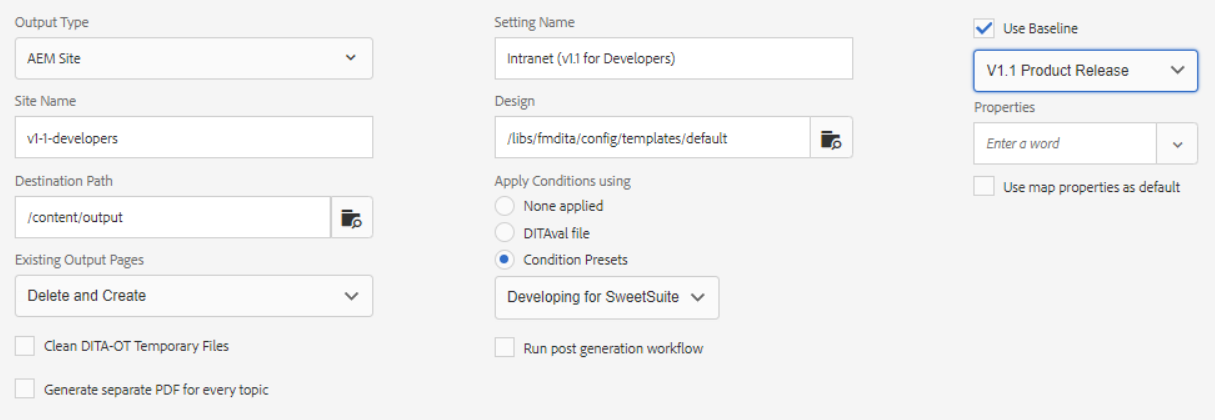 Output Type
AEM Site
Site Name
v1-1-developers
Destination Path
/content/output
Existing Output Pages
Delete and Create
Clean DITA-OT Temporary Files
Generate separate PDF for every topic
Setting Name
Intranet (v1.1 for Developers)
Design
/libs/fmdita/config/templates/default
Apply Conditions using
None applied
DITAval file
Condition Presets
Developing for SweetSuite
Run post generation workflow
Use Baseline
V1.1 Product Release
Properties
Enter a word
Use map properties as default